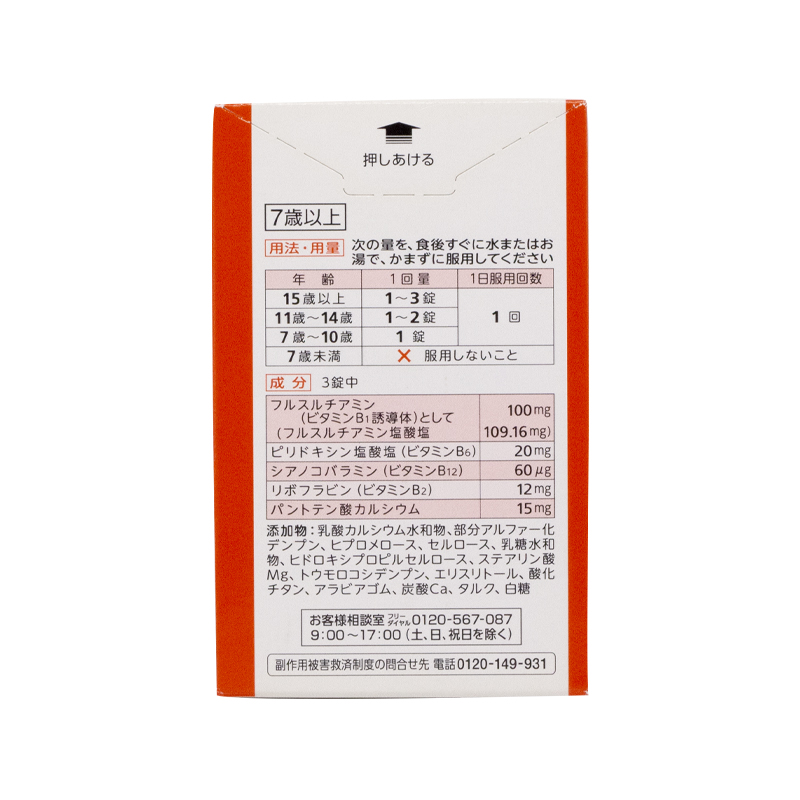 押しあける
7歳以上
用法・用量 次の量を、食後すぐに水またはお
湯で、かまずに服用してください
年齢 1回量 1日服用回数
15歳以上 1〜3錠
11歳〜14歳 1〜2錠 1回
7歳〜10歳 1錠
7歳未満 × 服用しないこと
成分 3錠中
フルスルチアミン
(ビタミンB1誘導体)として 100mg
(フルスルチアミン塩酸塩 109.16mg)
ピリドキシン塩酸塩(ビタミンB6) 20mg
シアノコバラミン(ビタミンB12) 60μg
リボフラビン(ビタミンB2) 12mg
パントテン酸カルシウム 15mg
添加物:乳酸カルシウム水和物、部分アルファー化
デンプン、ヒプロメロース、セルロース、乳糖水和
物、ヒドロキシプロピルセルロース、ステアリン酸
Mg、トウモロコシデンプン、エリスリトール、酸化
チタン、アラビアゴム、炭酸Ca、タルク、白糖
お客様相談室 フリーダイヤル 0120-567-087
9:00〜17:00(土、日、祝日を除く)
副作用被害救済制度の問合せ先 電話0120-149-931